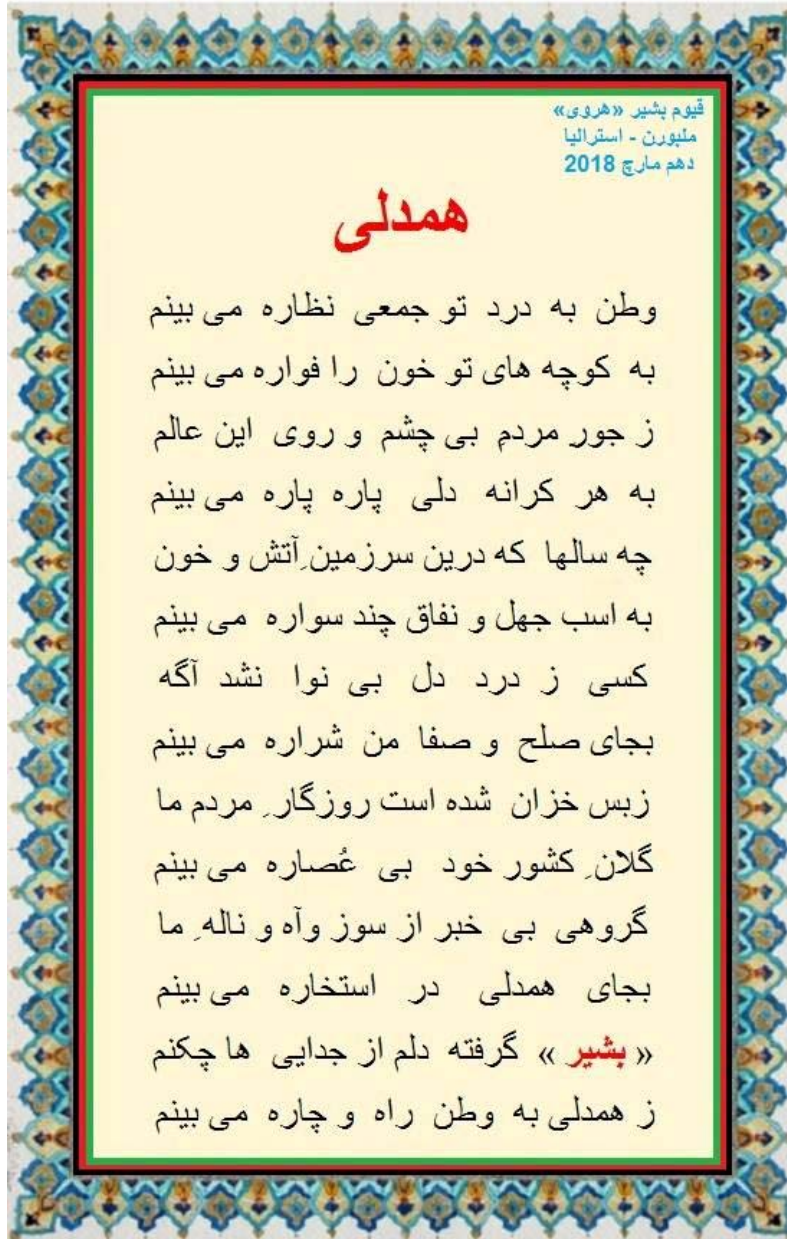 قیوم بشیر «هروی»
ملبورن - استرالیا
دهم مارچ 2018
همدلی
وطن به درد تو جمعی نظاره می بینم
به کوچه های تو خون را فواره می بینم
ز جورِ مردمِ بی چشم و روی این عالم
به هر کرانه دلی پاره پاره می بینم
چه سالها که درین سرزمینِ آتش و خون
به اسب جهل و نفاق چند سواره می بینم
کسی ز درد دل بی نوا نشد آگه
بجای صلح و صفا من شراره می بینم
زبس خزان شده است روزگارِ مردم ما
گلانِ کشور خود بی عُصاره می بینم
گروهی بی خبر از سوز وآه و نالهِ ما
بجای همدلی در استخاره می بینم
« بشیر » گرفته دلم از جدایی ها چکنم
ز همدلی به وطن راه و چاره می بینم